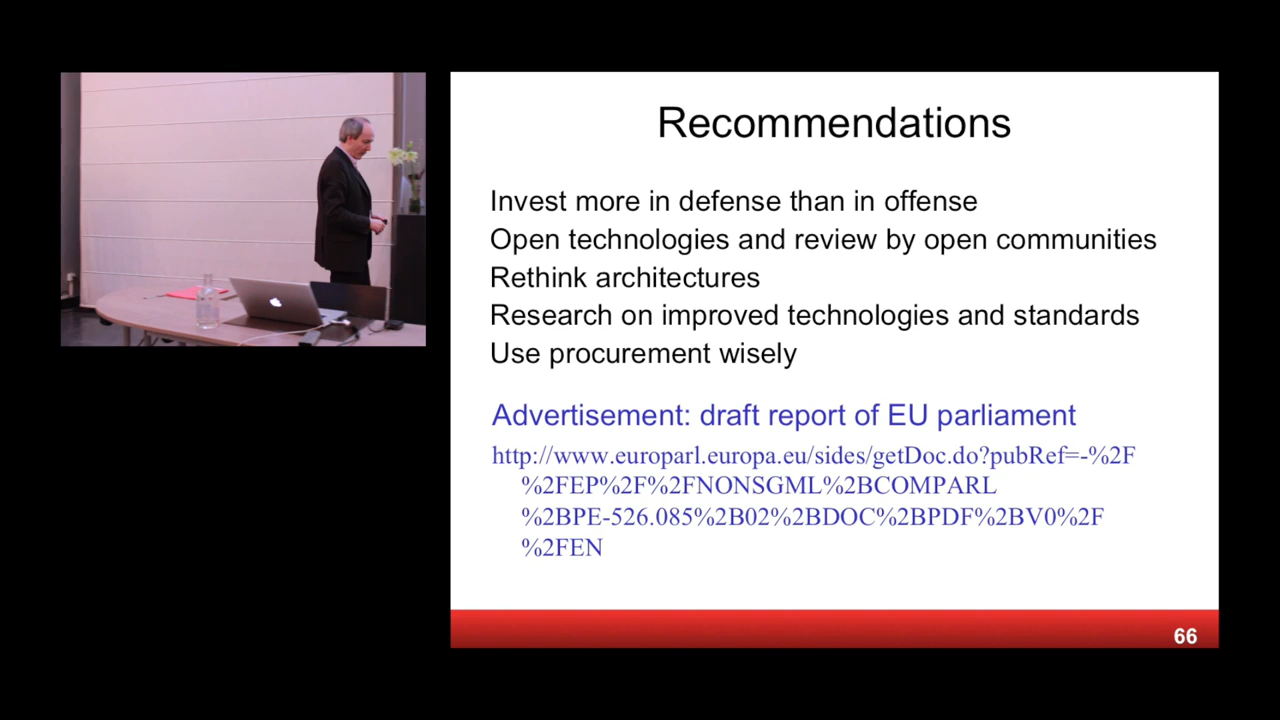 Recommendations
Invest more in defense than in offense
Open technologies and review by open communities
Rethink architectures
Research on improved technologies and standards
Use procurement wisely
Advertisement: draft report of EU parliament
http://www.europarl.europa.eu/sides/getDoc.do?pubRef=-%2F
%2FEP%2F%2FNONSGML%2BCOMPARL
%2BPE-526.085%2B02%2BDOC%2BPDF%2BV0%2F
%2FEN
66